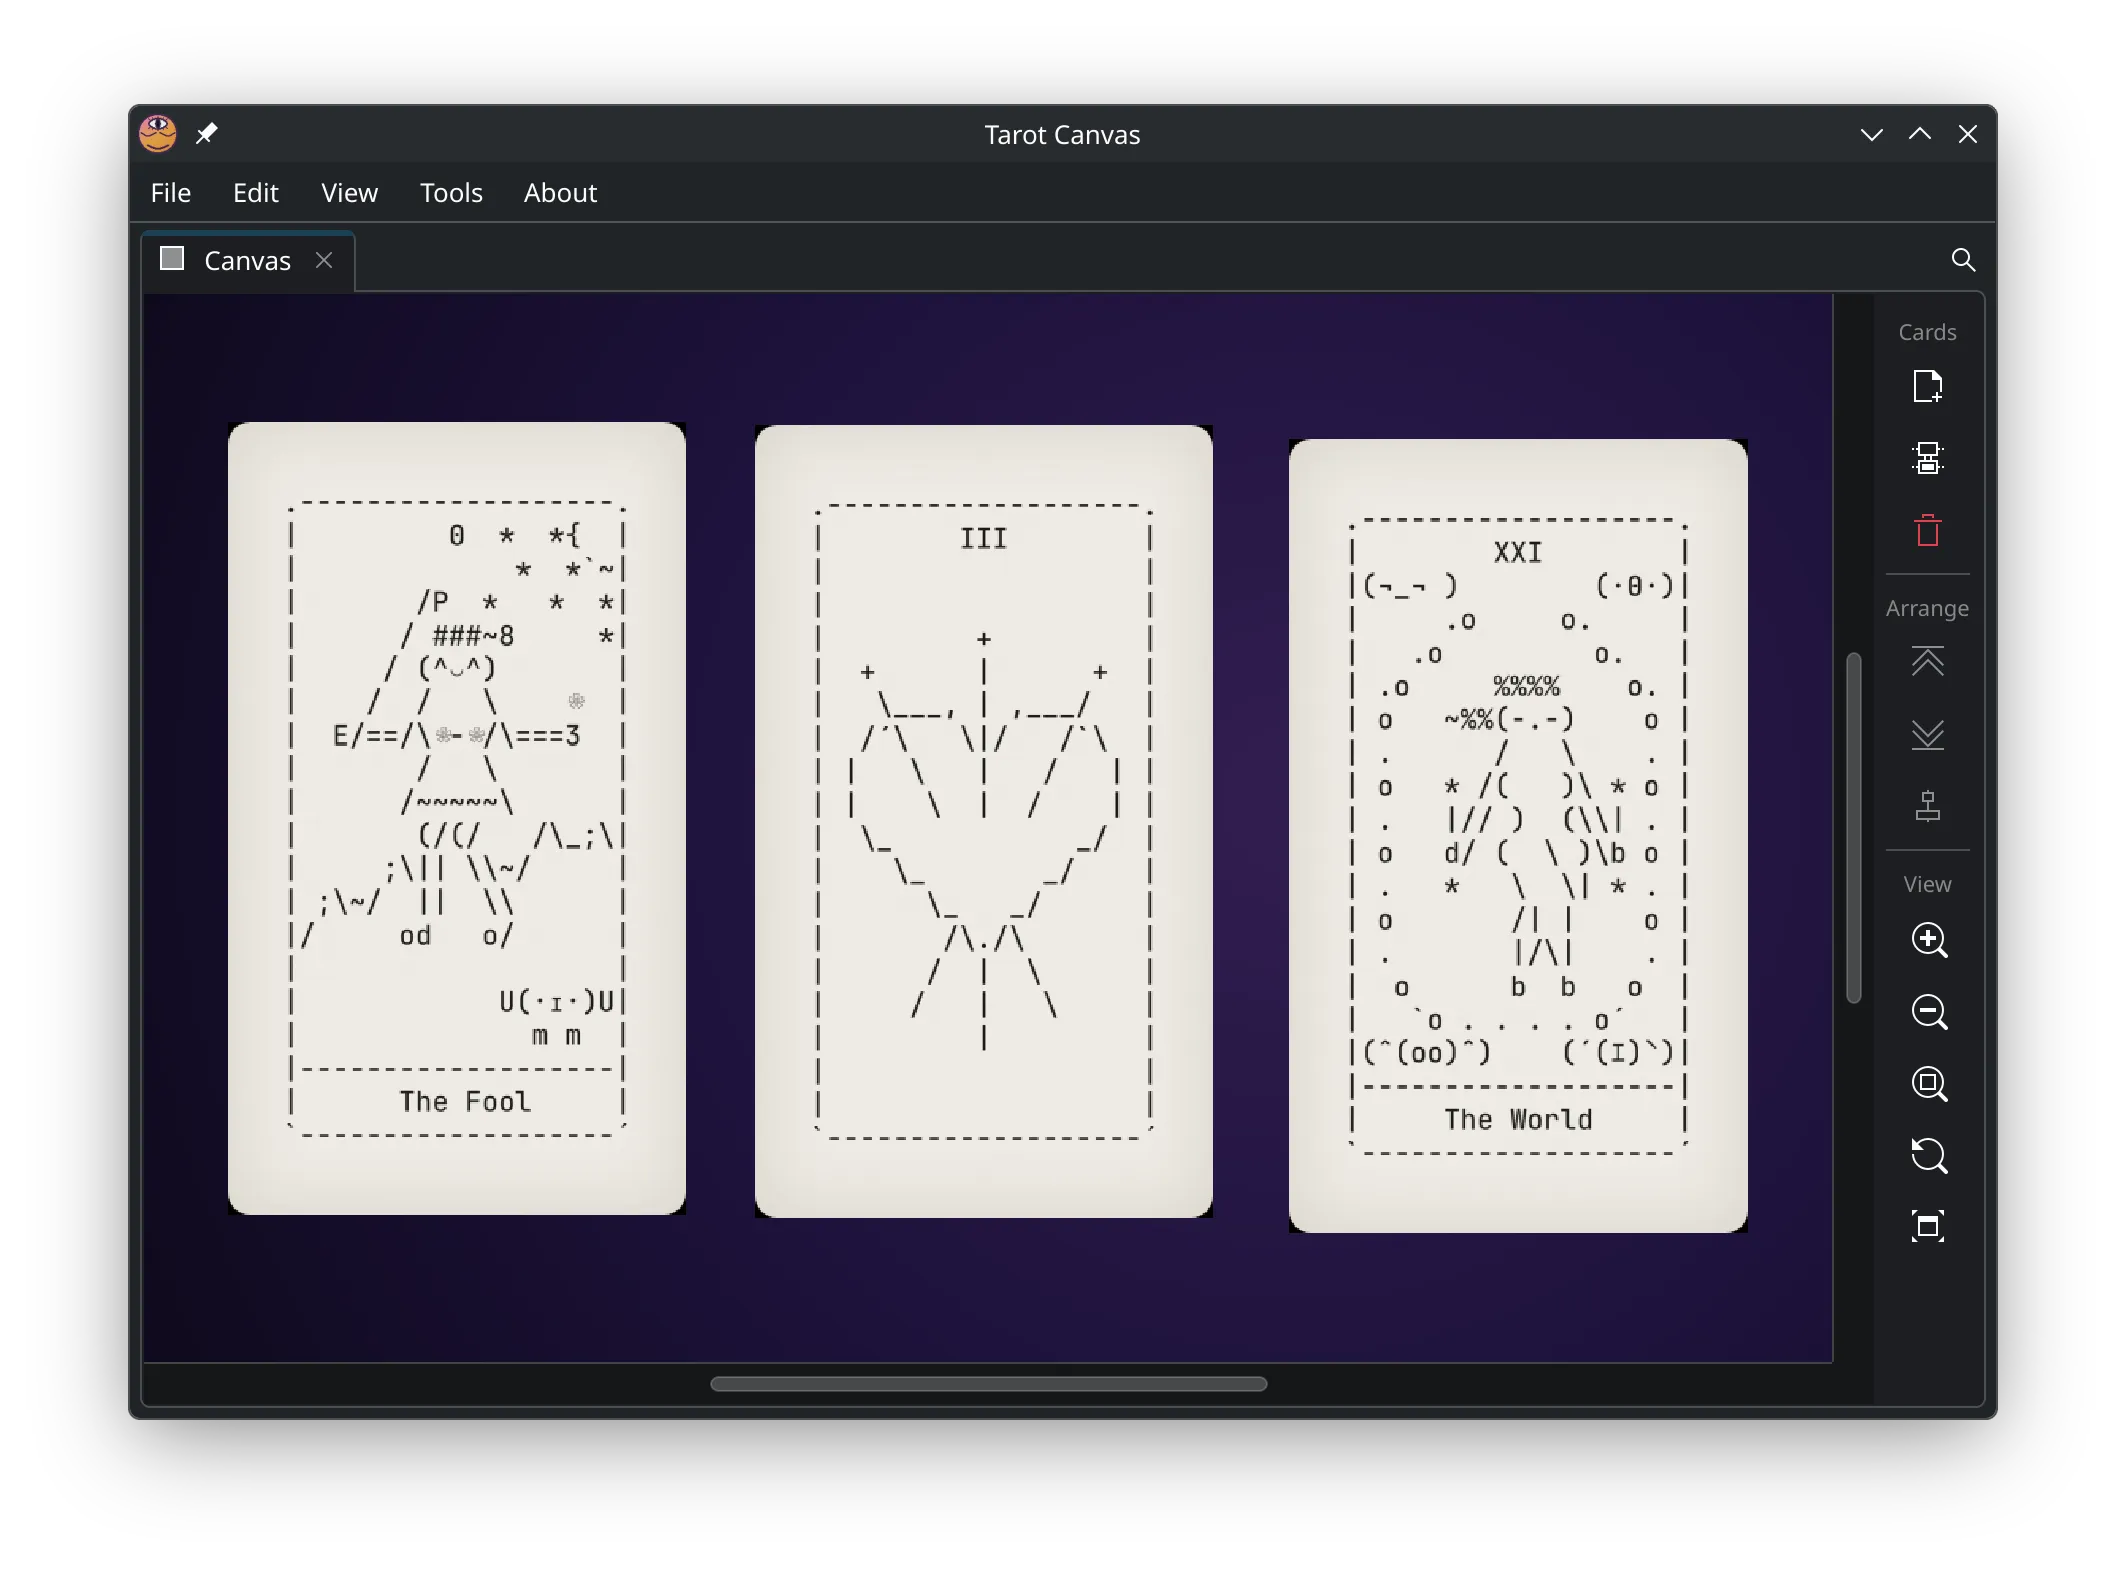 Tarot Canvas
File Edit View Tools About
Canvas
Cards
Arrange
View
0
The Fool
III
XXI
The World